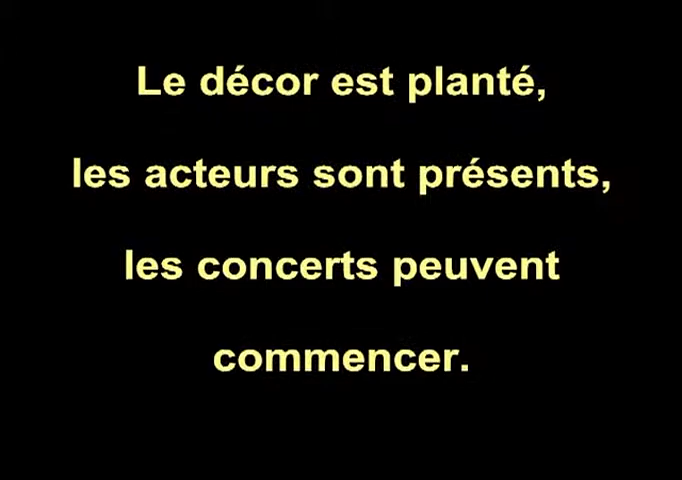 Le décor est planté,
les acteurs sont présents,
les concerts peuvent
commencer.